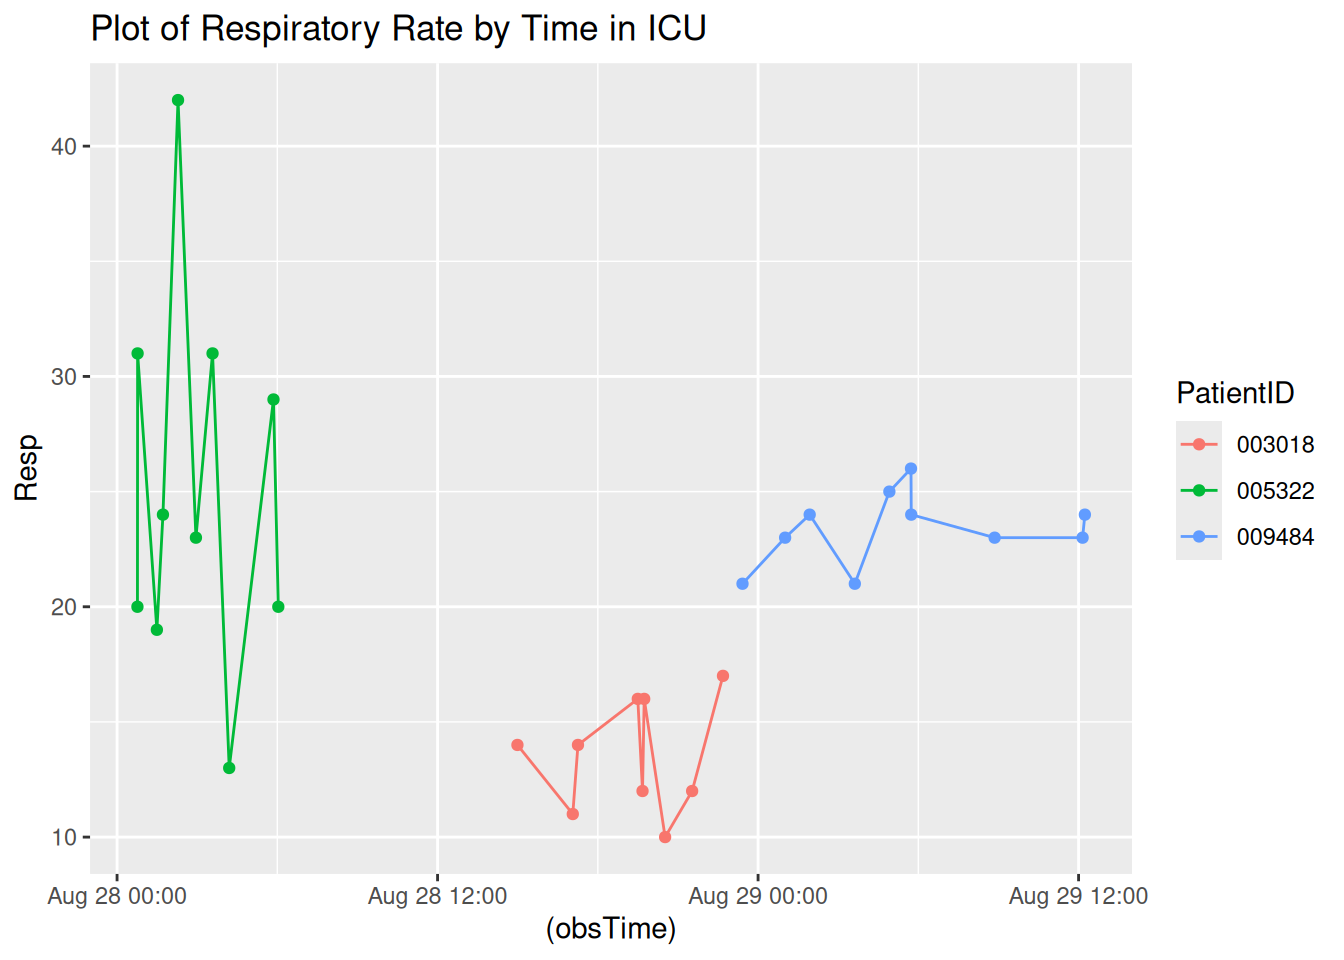 Plot of Respiratory Rate by Time in ICU
40
30
20
10
Resp
Aug 28 00:00
Aug 28 12:00
Aug 29 00:00
Aug 29 12:00
(obsTime)
PatientID
003018
005322
009484